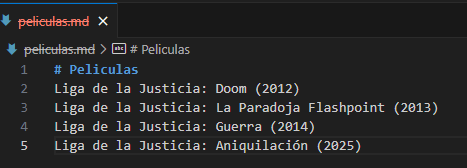 peliculas.md
peliculas.md > # Peliculas
1 # Peliculas
2 Liga de la Justicia: Doom (2012)
3 Liga de la Justicia: La Paradoja Flashpoint (2013)
4 Liga de la Justicia: Guerra (2014)
5 Liga de la Justicia: Aniquilación (2025)